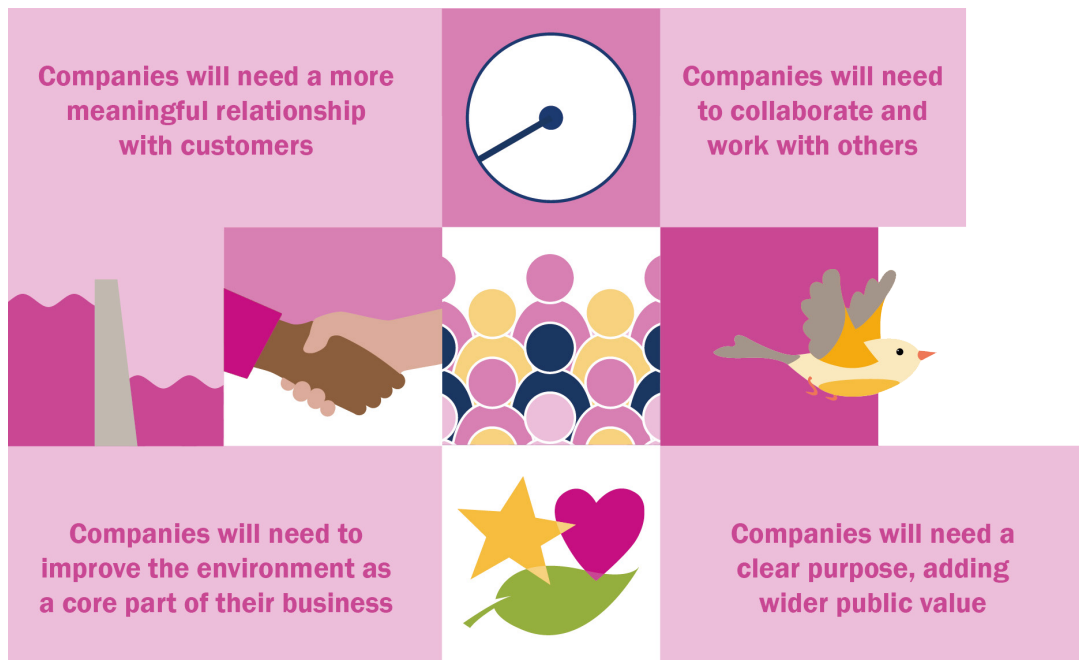 Companies will need a more
meaningful relationship
with customers
Companies will need
to collaborate and
work with others
Companies will need to
improve the environment as
a core part of their business
Companies will need a
clear purpose, adding
wider public value